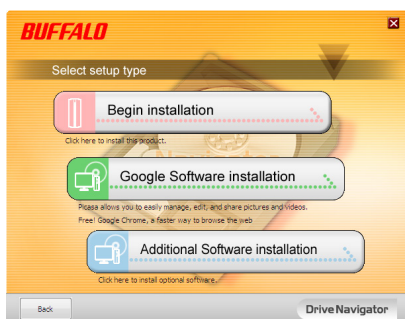 BUFFALO
Select setup type
Begin installation
Click here to install this product.
Google Software installation
Picasa allows you to easily manage, edit, and share pictures and videos.
Free! Google Chrome, a faster way to browse the web
Additional Software installation
Click here to install optional software.
Back
DriveNavigator